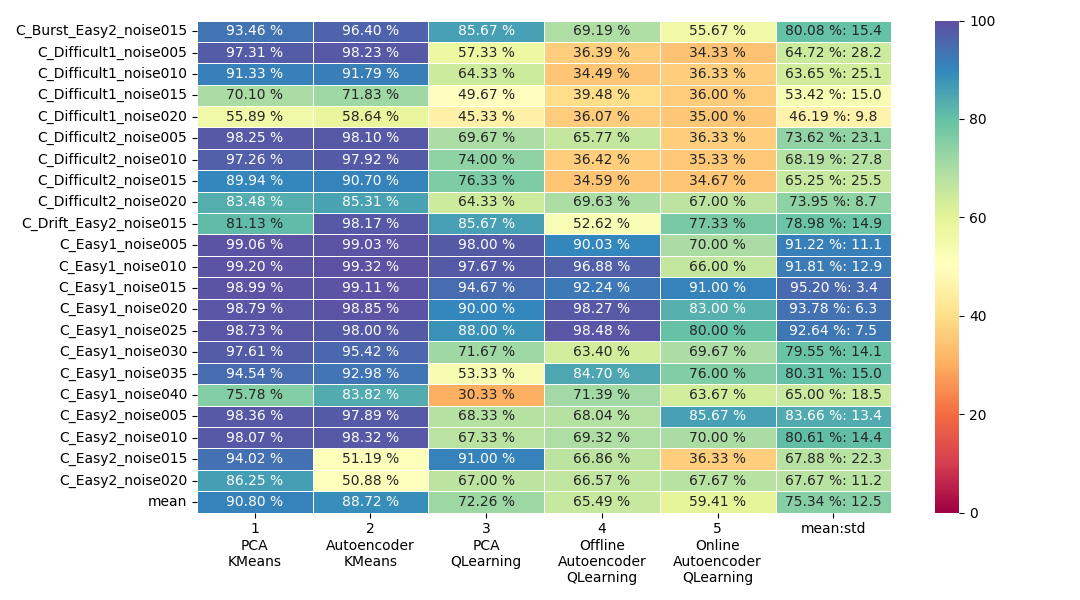 C_Burst_Easy2_noise015 93.46 % 96.40 % 85.67 % 69.19 % 55.67 % 80.08 %: 15.4 100
C_Difficult1_noise005 97.31 % 98.23 % 57.33 % 36.39 % 34.33 % 64.72 %: 28.2
C_Difficult1_noise010 91.33 % 91.79 % 64.33 % 34.49 % 36.33 % 63.65 %: 25.1
C_Difficult1_noise015 70.10 % 71.83 % 49.67 % 39.48 % 36.00 % 53.42 %: 15.0
C_Difficult1_noise020 55.89 % 58.64 % 45.33 % 36.07 % 35.00 % 46.19 %: 9.8 80
C_Difficult2_noise005 98.25 % 98.10 % 69.67 % 65.77 % 36.33 % 73.62 %: 23.1
C_Difficult2_noise010 97.26 % 97.92 % 74.00 % 36.42 % 35.33 % 68.19 %: 27.8
C_Difficult2_noise015 89.94 % 90.70 % 76.33 % 34.59 % 34.67 % 65.25 %: 25.5
C_Difficult2_noise020 83.48 % 85.31 % 64.33 % 69.63 % 67.00 % 73.95 %: 8.7
C_Drift_Easy2_noise015 81.13 % 98.17 % 85.67 % 52.62 % 77.33 % 78.98 %: 14.9 60
C_Easy1_noise005 99.06 % 99.03 % 98.00 % 90.03 % 70.00 % 91.22 %: 11.1
C_Easy1_noise010 99.20 % 99.32 % 97.67 % 96.88 % 66.00 % 91.81 %: 12.9
C_Easy1_noise015 98.99 % 99.11 % 94.67 % 92.24 % 91.00 % 95.20 %: 3.4
C_Easy1_noise020 98.79 % 98.85 % 90.00 % 98.27 % 83.00 % 93.78 %: 6.3
C_Easy1_noise025 98.73 % 98.00 % 88.00 % 98.48 % 80.00 % 92.64 %: 7.5 40
C_Easy1_noise030 97.61 % 95.42 % 71.67 % 63.40 % 69.67 % 79.55 %: 14.1
C_Easy1_noise035 94.54 % 92.98 % 53.33 % 84.70 % 76.00 % 80.31 %: 15.0
C_Easy1_noise040 75.78 % 83.82 % 30.33 % 71.39 % 63.67 % 65.00 %: 18.5
C_Easy2_noise005 98.36 % 97.89 % 68.33 % 68.04 % 85.67 % 83.66 %: 13.4 20
C_Easy2_noise010 98.07 % 98.32 % 67.33 % 69.32 % 70.00 % 80.61 %: 14.4
C_Easy2_noise015 94.02 % 51.19 % 91.00 % 66.86 % 36.33 % 67.88 %: 22.3
C_Easy2_noise020 86.25 % 50.88 % 67.00 % 66.57 % 67.67 % 67.67 %: 11.2
mean 90.80 % 88.72 % 72.26 % 65.49 % 59.41 % 75.34 %: 12.5 0
1 2 3 4 5 mean:std
PCA Autoencoder PCA Offline Online
KMeans KMeans QLearning Autoencoder Autoencoder
QLearning QLearning